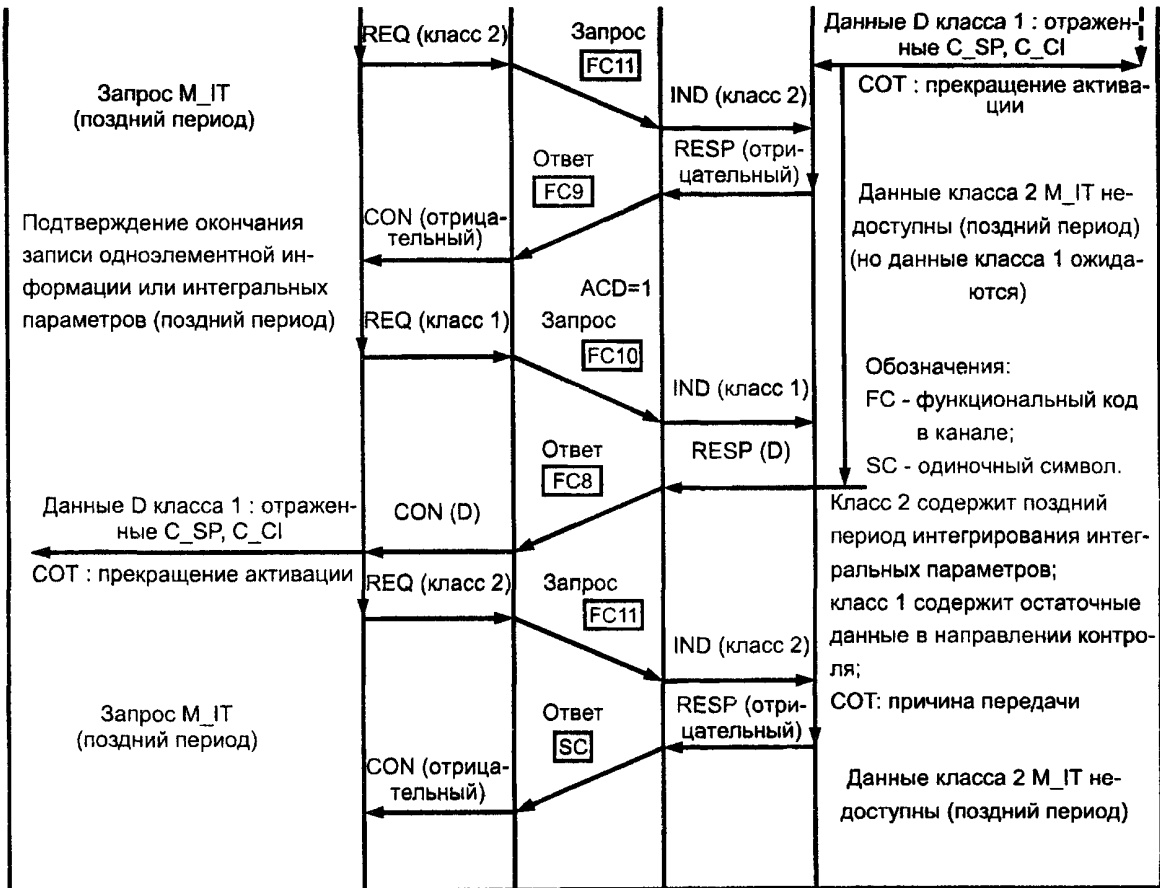 REQ (класс 2)
Запрос
FC11
Данные D класса 1 : отражен-
ные C_SP, C_CI
COT : прекращение актива-
ции
Запрос M_IT
(поздний период)
IND (класс 2)
RESP (отри-
цательный)
Ответ
FC9
CON (отрица-
тельный)
Данные класса 2 M_IT не-
доступны (поздний период)
(но данные класса 1 ожида-
ются)
Подтверждение окончания
записи одноэлементной ин-
формации или интегральных
параметров (поздний период)
ACD=1
REQ (класс 1)
Запрос
FC10
IND (класс 1)
Обозначения:
FC - функциональный код
в канале;
SC - одиночный символ.
RESP (D)
Ответ
FC8
CON (D)
Данные D класса 1 : отражен-
ные C_SP, C_CI
COT : прекращение активации
Класс 2 содержит поздний
период интегрирования интег-
ральных параметров;
класс 1 содержит остаточные
данные в направлении контро-
ля;
COT: причина передачи
REQ (класс 2)
Запрос
FC11
IND (класс 2)
Запрос M_IT
(поздний период)
RESP (отри-
цательный)
Ответ
SC
CON (отрица-
тельный)
Данные класса 2 M_IT не-
доступны (поздний период)